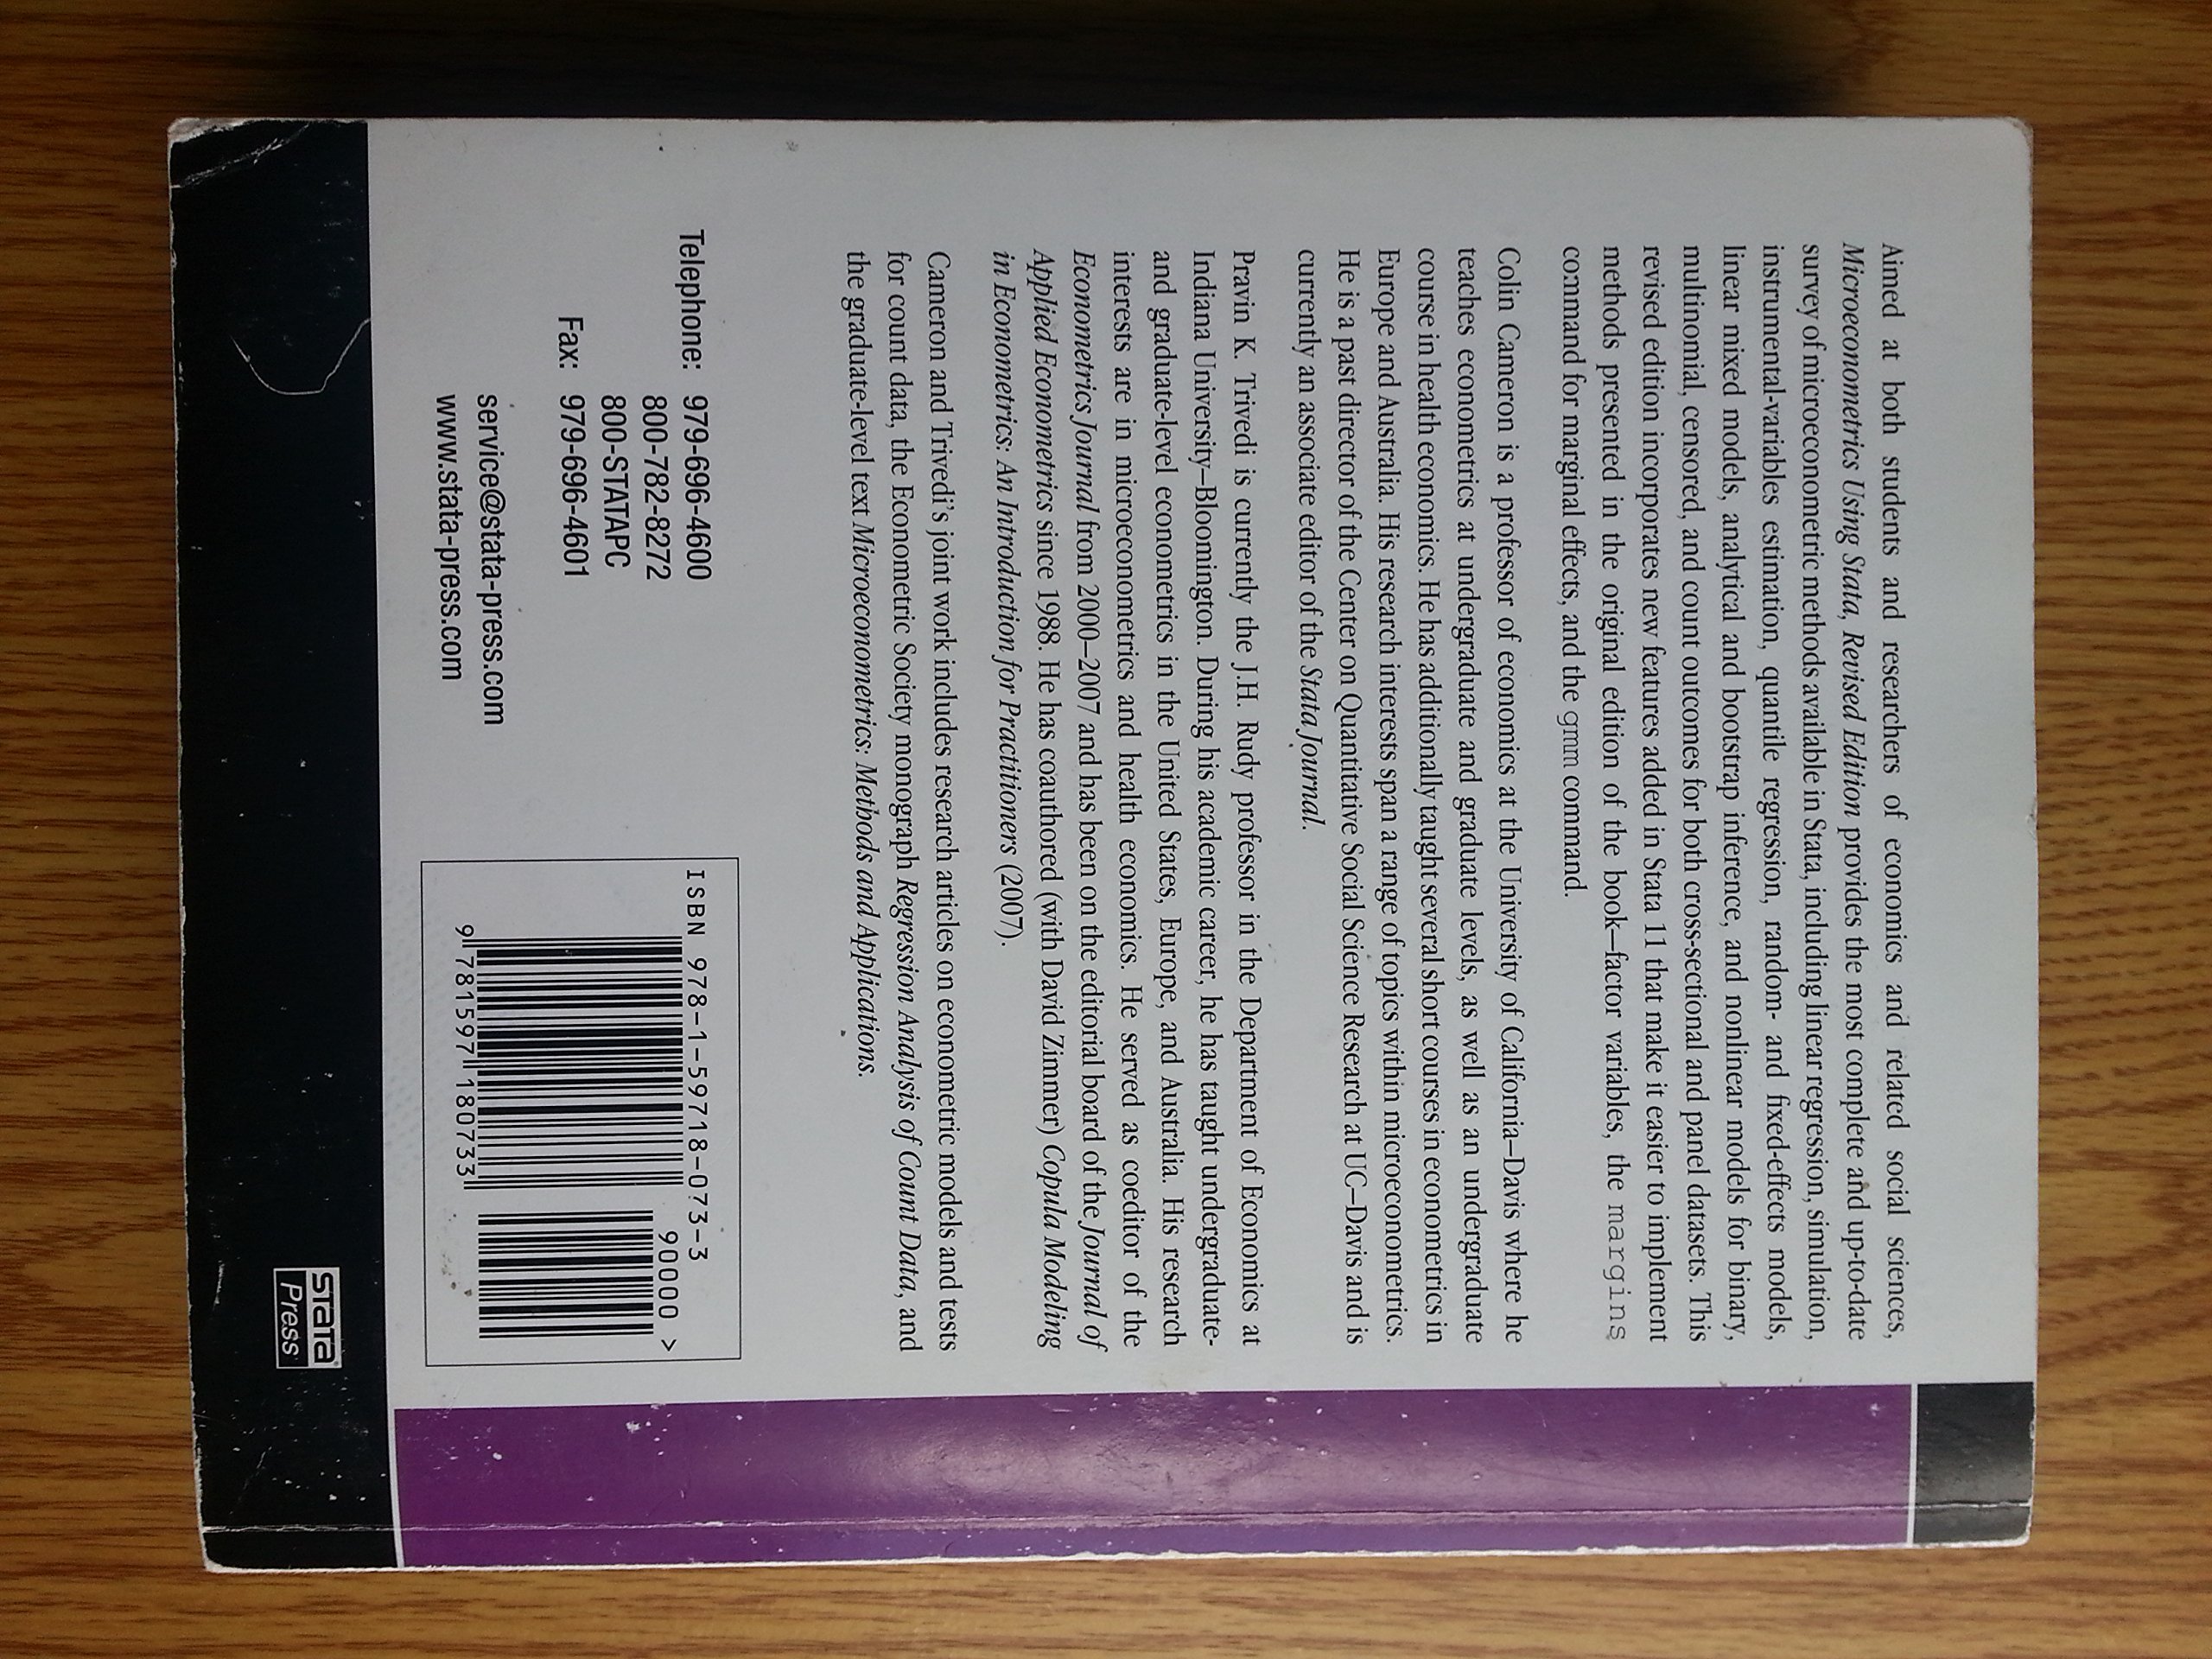 Aimed at both students and researchers of economics and related social sciences,
Microeconometrics Using Stata, Revised Edition provides the most complete and up-to-date
survey of microeconometric methods available in Stata, including linear regression, simulation,
instrumental-variables estimation, quantile regression, random- and fixed-effects models,
linear mixed models, analytical and bootstrap inference, and nonlinear models for binary,
multinomial, censored, and count outcomes for both cross-sectional and panel datasets. This
revised edition incorporates new features added in Stata 11 that make it easier to implement
methods presented in the original edition of the book—factor variables, the margins
command for marginal effects, and the gmm command.
Colin Cameron is a professor of economics at the University of California–Davis where he
teaches econometrics at undergraduate and graduate levels, as well as an undergraduate
course in health economics. He has additionally taught several short courses in econometrics in
Europe and Australia. His research interests span a range of topics within microeconometrics.
He is a past director of the Center on Quantitative Social Science Research at UC–Davis and is
currently an associate editor of the Stata Journal.
Pravin K. Trivedi is currently the J.H. Rudy professor in the Department of Economics at
Indiana University–Bloomington. During his academic career, he has taught undergraduate-
and graduate-level econometrics in the United States, Europe, and Australia. His research
interests are in microeconometrics and health economics. He served as coeditor of the
Econometrics Journal from 2000–2007 and has been on the editorial board of the Journal of
Applied Econometrics since 1988. He has coauthored (with David Zimmer) Copula Modeling
in Econometrics: An Introduction for Practitioners (2007).
Cameron and Trivedi's joint work includes research articles on econometric models and tests
for count data, the Econometric Society monograph Regression Analysis of Count Data, and
the graduate-level text Microeconometrics: Methods and Applications.
Telephone: 979-696-4600
800-782-8272
800-STATAPC
Fax: 979-696-4601
service@stata-press.com
www.stata-press.com
ISBN 978-1-59718-073-3
90000 >
9 781597 180733
STATA
Press